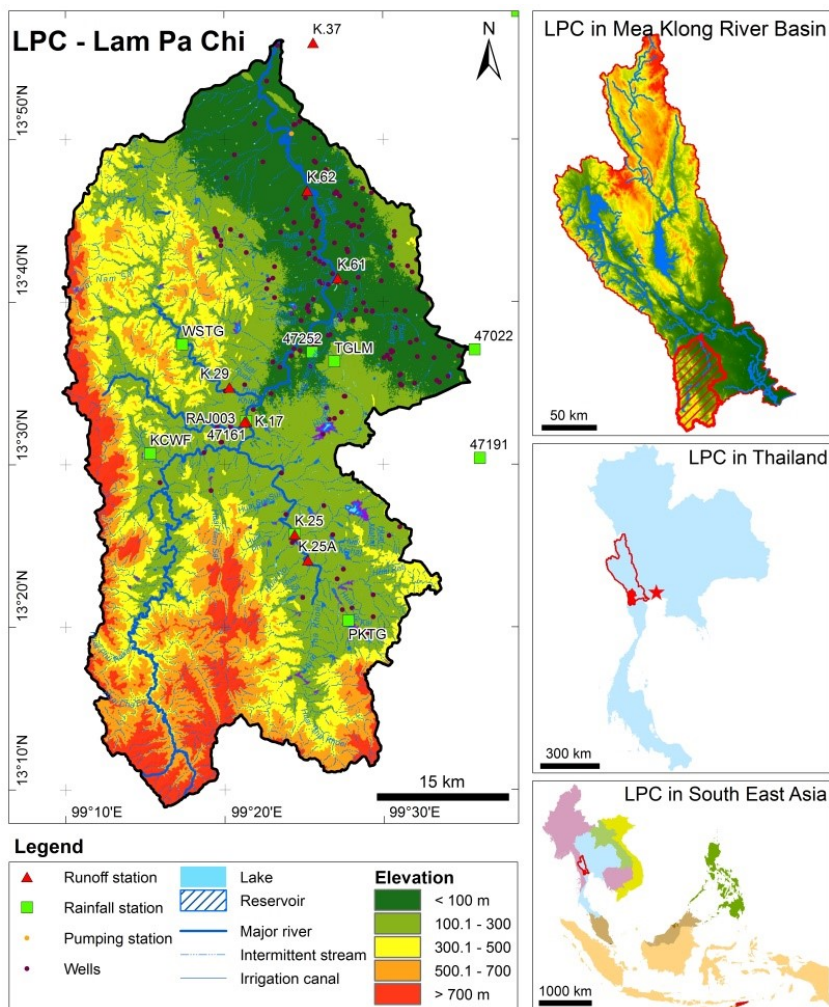 LPC - Lam Pa Chi
K.37
N
13°50'N
13°40'N
13°30'N
13°20'N
13°10'N
K.62
K.61
WSTG
47252
TGLM
47022
K.29
RAJ003
K.17
47161
KCWF
47191
K.25
K.25A
PKTG
15 km
99°10'E
99°20'E
99°30'E
LPC in Mea Klong River Basin
50 km
LPC in Thailand
300 km
LPC in South East Asia
1000 km
Legend
Runoff station
Rainfall station
Pumping station
Wells
Lake
Reservoir
Major river
Intermittent stream
Irrigation canal
Elevation
< 100 m
100.1 - 300
300.1 - 500
500.1 - 700
> 700 m